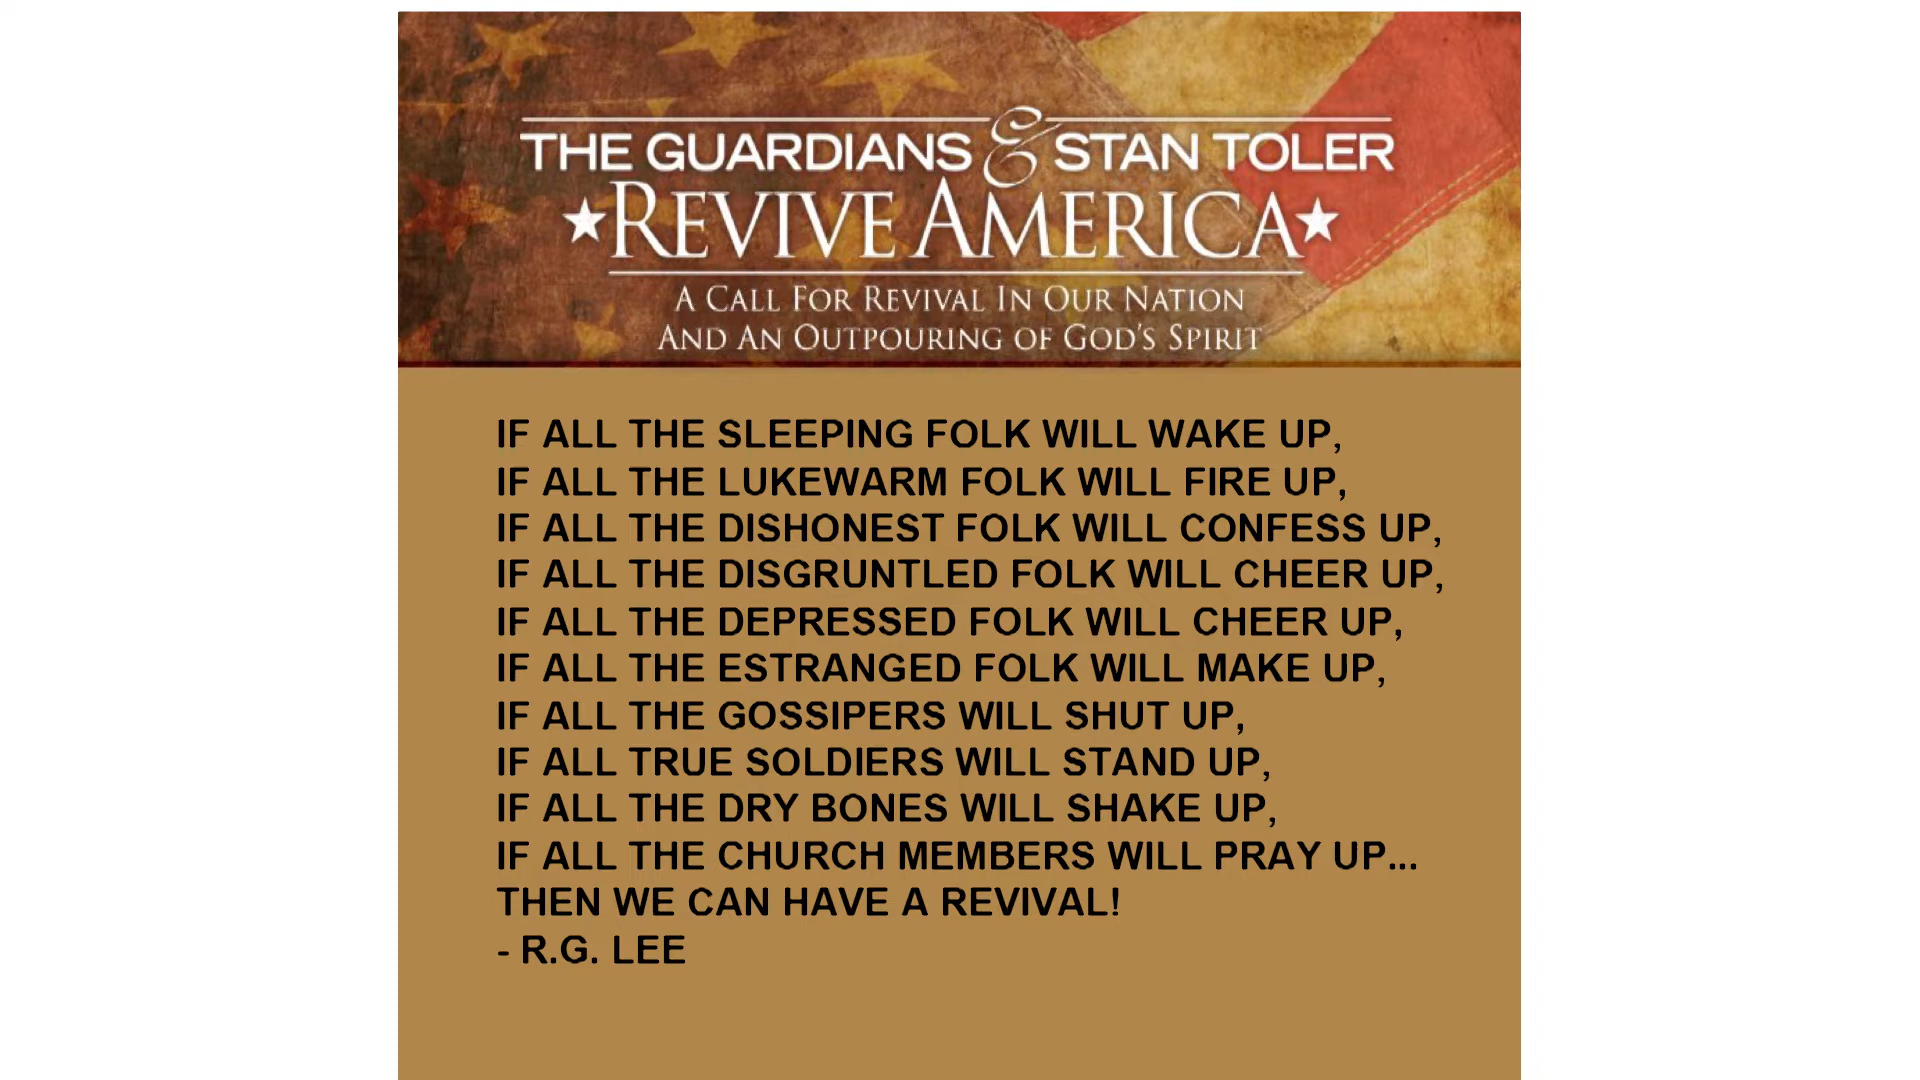 THE GUARDIANS & STAN TOLER
REVIVE AMERICA
A CALL FOR REVIVAL IN OUR NATION
AND AN OUTPOURING OF GOD'S SPIRIT
IF ALL THE SLEEPING FOLK WILL WAKE UP,
IF ALL THE LUKEWARM FOLK WILL FIRE UP,
IF ALL THE DISHONEST FOLK WILL CONFESS UP,
IF ALL THE DISGRUNTLED FOLK WILL CHEER UP,
IF ALL THE DEPRESSED FOLK WILL CHEER UP,
IF ALL THE ESTRANGED FOLK WILL MAKE UP,
IF ALL THE GOSSIPERS WILL SHUT UP,
IF ALL TRUE SOLDIERS WILL STAND UP,
IF ALL THE DRY BONES WILL SHAKE UP,
IF ALL THE CHURCH MEMBERS WILL PRAY UP...
THEN WE CAN HAVE A REVIVAL!
- R.G. LEE